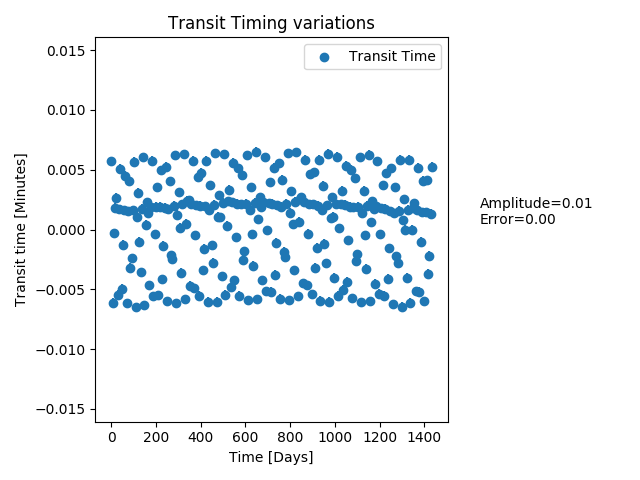 Transit Timing variations
Transit Time
0.015
0.010
0.005
0.000
−0.005
−0.010
−0.015
Transit time [Minutes]
Amplitude=0.01
Error=0.00
0 200 400 600 800 1000 1200 1400
Time [Days]